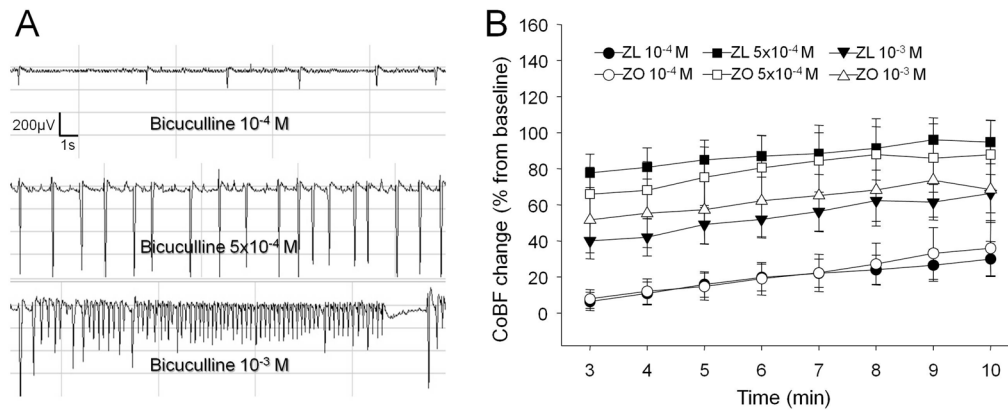 A
Bicuculline 10⁻⁴ M
200µV
1s
Bicuculline 5x10⁻⁴ M
Bicuculline 10⁻³ M
B
CoBF change (% from baseline)
160
140
120
100
80
60
40
20
0
ZL 10⁻⁴ M ZL 5x10⁻⁴ M ZL 10⁻³ M
ZO 10⁻⁴ M ZO 5x10⁻⁴ M ZO 10⁻³ M
3 4 5 6 7 8 9 10
Time (min)